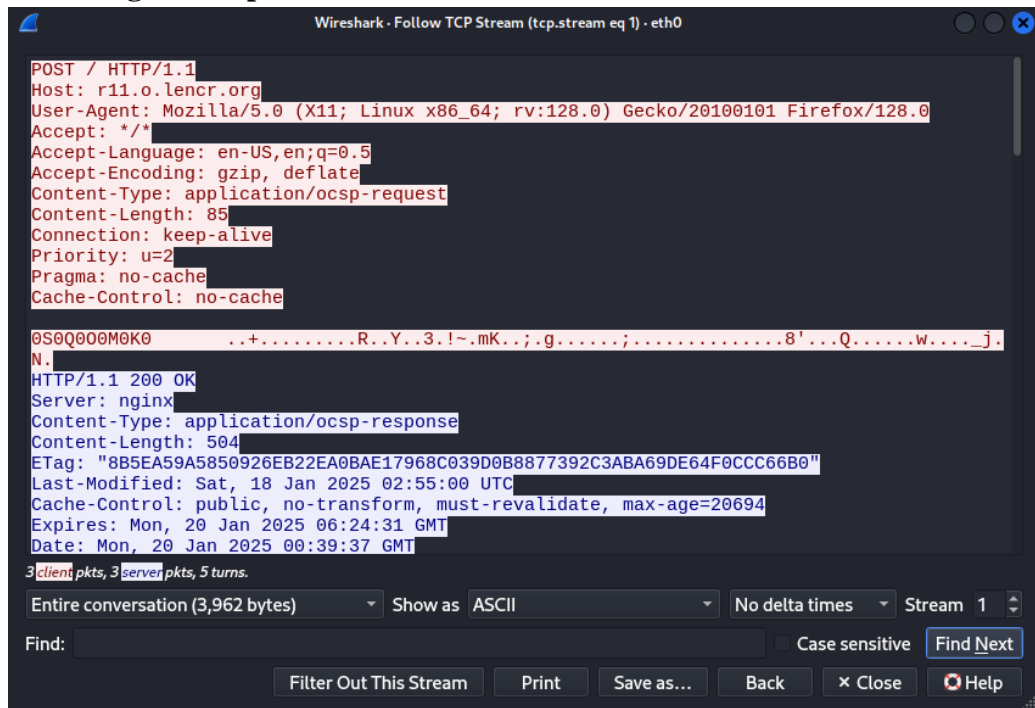 Wireshark · Follow TCP Stream (tcp.stream eq 1) · eth0
POST / HTTP/1.1
Host: r11.o.lencr.org
User-Agent: Mozilla/5.0 (X11; Linux x86_64; rv:128.0) Gecko/20100101 Firefox/128.0
Accept: */*
Accept-Language: en-US,en;q=0.5
Accept-Encoding: gzip, deflate
Content-Type: application/ocsp-request
Content-Length: 85
Connection: keep-alive
Priority: u=2
Pragma: no-cache
Cache-Control: no-cache
0S0Q0O0M0K0 ..+.........R..Y..3.!~.mK..;.g......;..............8'...Q......w...._j.
N.
HTTP/1.1 200 OK
Server: nginx
Content-Type: application/ocsp-response
Content-Length: 504
ETag: "8B5EA59A5850926EB22EA0BAE17968C039D0B8877392C3ABA69DE64F0CCC66B0"
Last-Modified: Sat, 18 Jan 2025 02:55:00 UTC
Cache-Control: public, no-transform, must-revalidate, max-age=20694
Expires: Mon, 20 Jan 2025 06:24:31 GMT
Date: Mon, 20 Jan 2025 00:39:37 GMT
3 client pkts, 3 server pkts, 5 turns.
Entire conversation (3,962 bytes) Show as ASCII No delta times Stream 1
Find: Case sensitive Find Next
Filter Out This Stream Print Save as... Back × Close Help